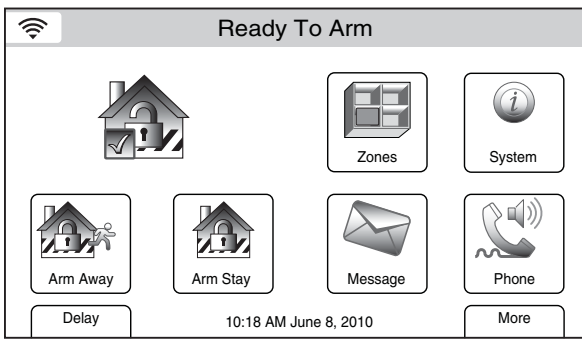 Ready To Arm
Zones
System
Arm Away
Arm Stay
Message
Phone
Delay
10:18 AM June 8, 2010
More